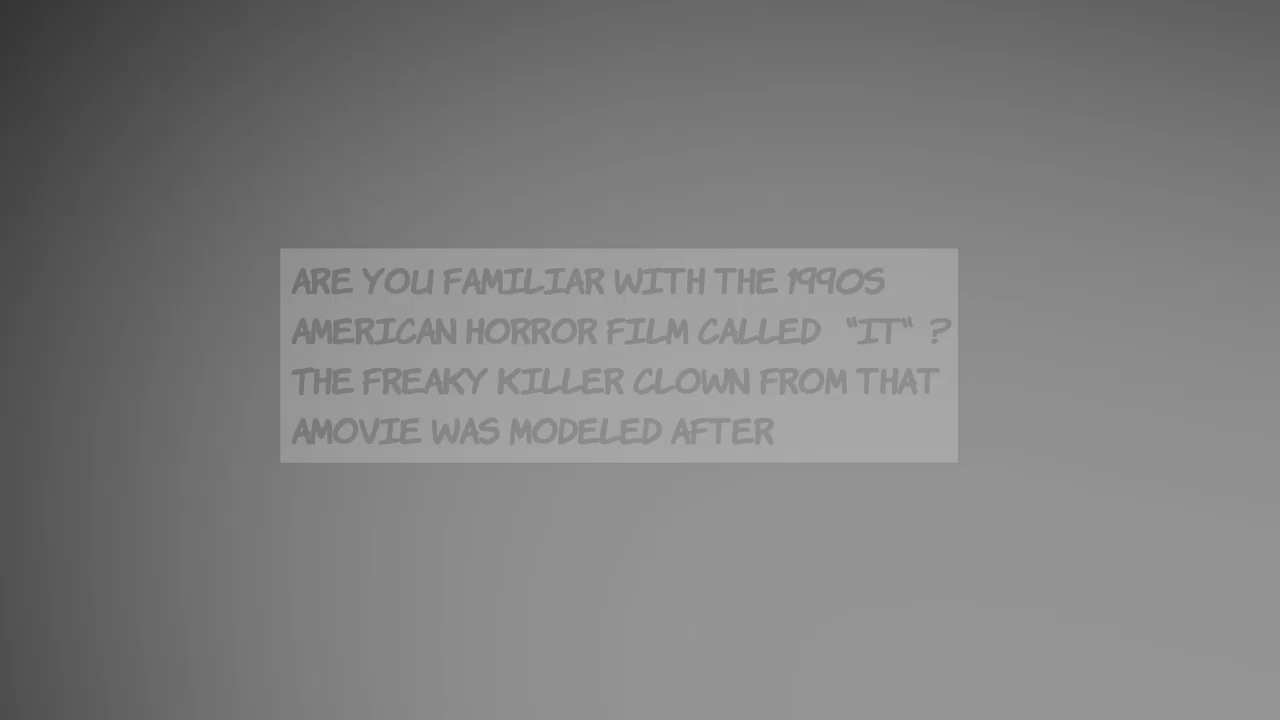 ARE YOU FAMILIAR WITH THE 1990S
AMERICAN HORROR FILM CALLED "IT" ?
THE FREAKY KILLER CLOWN FROM THAT
AMOVIE WAS MODELED AFTER